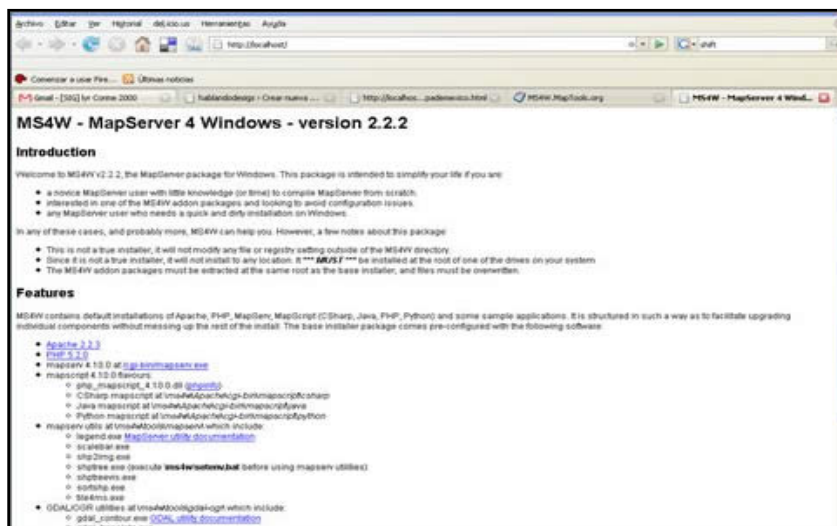 Archivo Editar Ver Historial del.icio.us Herramientas Ayuda
http://localhost/
Comenzar a usar Fire... Últimas noticias
Gmail - [SIG] lyr Corine 2000
hablandodesigs › Crear nueva ...
MS4W.MapTools.org
MS4W - MapServer 4 Wind...
MS4W - MapServer 4 Windows - version 2.2.2
Introduction
Welcome to MS4W v2.2.2, the MapServer package for Windows. This package is intended to simplify your life if you are:
a novice MapServer user with little knowledge (or time) to compile MapServer from scratch.
interested in one of the MS4W addon packages and looking to avoid configuration issues.
any MapServer user who needs a quick and dirty installation on Windows.
In any of these cases, and probably more, MS4W can help you. However, a few notes about this package:
This is not a true installer, it will not modify any file or registry setting outside of the MS4W directory.
Since it is not a true installer, it will not install to any location. It *** MUST *** be installed at the root of one of the drives on your system
The MS4W addon packages must be extracted at the same root as the base installer, and files must be overwritten.
Features
MS4W contains default installations of Apache, PHP, MapServ, MapScript (CSharp, Java, PHP, Python) and some sample applications. It is structured in such a way as to facilitate upgrading
individual components without messing up the rest of the install. The base installer package comes pre-configured with the following software:
Apache 2.2.3
PHP 5.2.0
mapserv 4.10.0 at cgi-bin/mapserv.exe
mapscript 4.10.0 flavours:
php_mapscript_4.10.0.dll (phpinfo)
CSharp mapscript at \ms4w\Apache\cgi-bin\mapscript\csharp
Java mapscript at \ms4w\Apache\cgi-bin\mapscript\java
Python mapscript at \ms4w\Apache\cgi-bin\mapscript\python
mapserv utils at \ms4w\tools\mapserv\ which include:
legend.exe MapServer utility documentation
scalebar.exe
shp2img.exe
shptree.exe (execute \ms4w\setenv.bat before using mapserv utilities)
shptreevis.exe
sortshp.exe
tile4ms.exe
GDAL/OGR utilities at \ms4w\tools\gdal-ogr\ which include:
gdal_contour.exe GDAL utility documentation